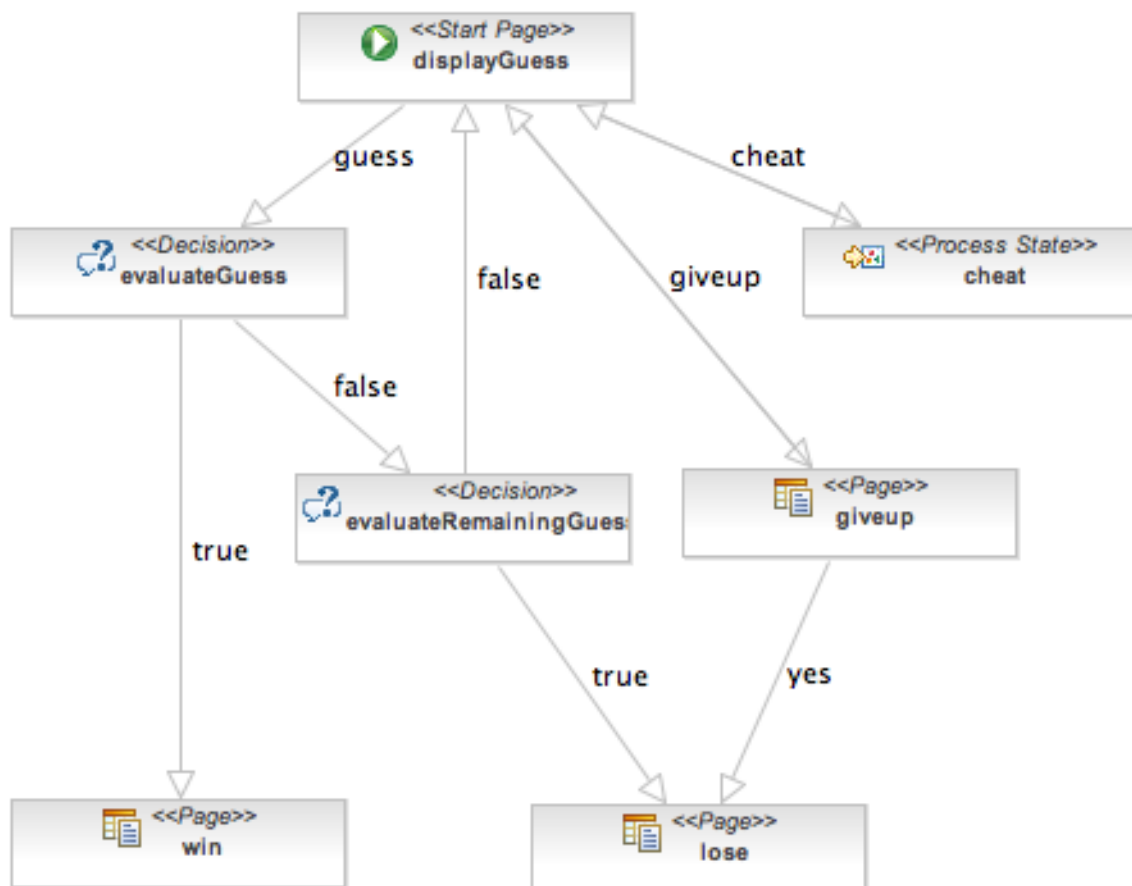 <<Start Page>>
displayGuess
guess
cheat
<<Decision>>
evaluateGuess
false
giveup
<<Process State>>
cheat
false
<<Decision>>
evaluateRemainingGuess
<<Page>>
giveup
true
true
yes
<<Page>>
win
<<Page>>
lose